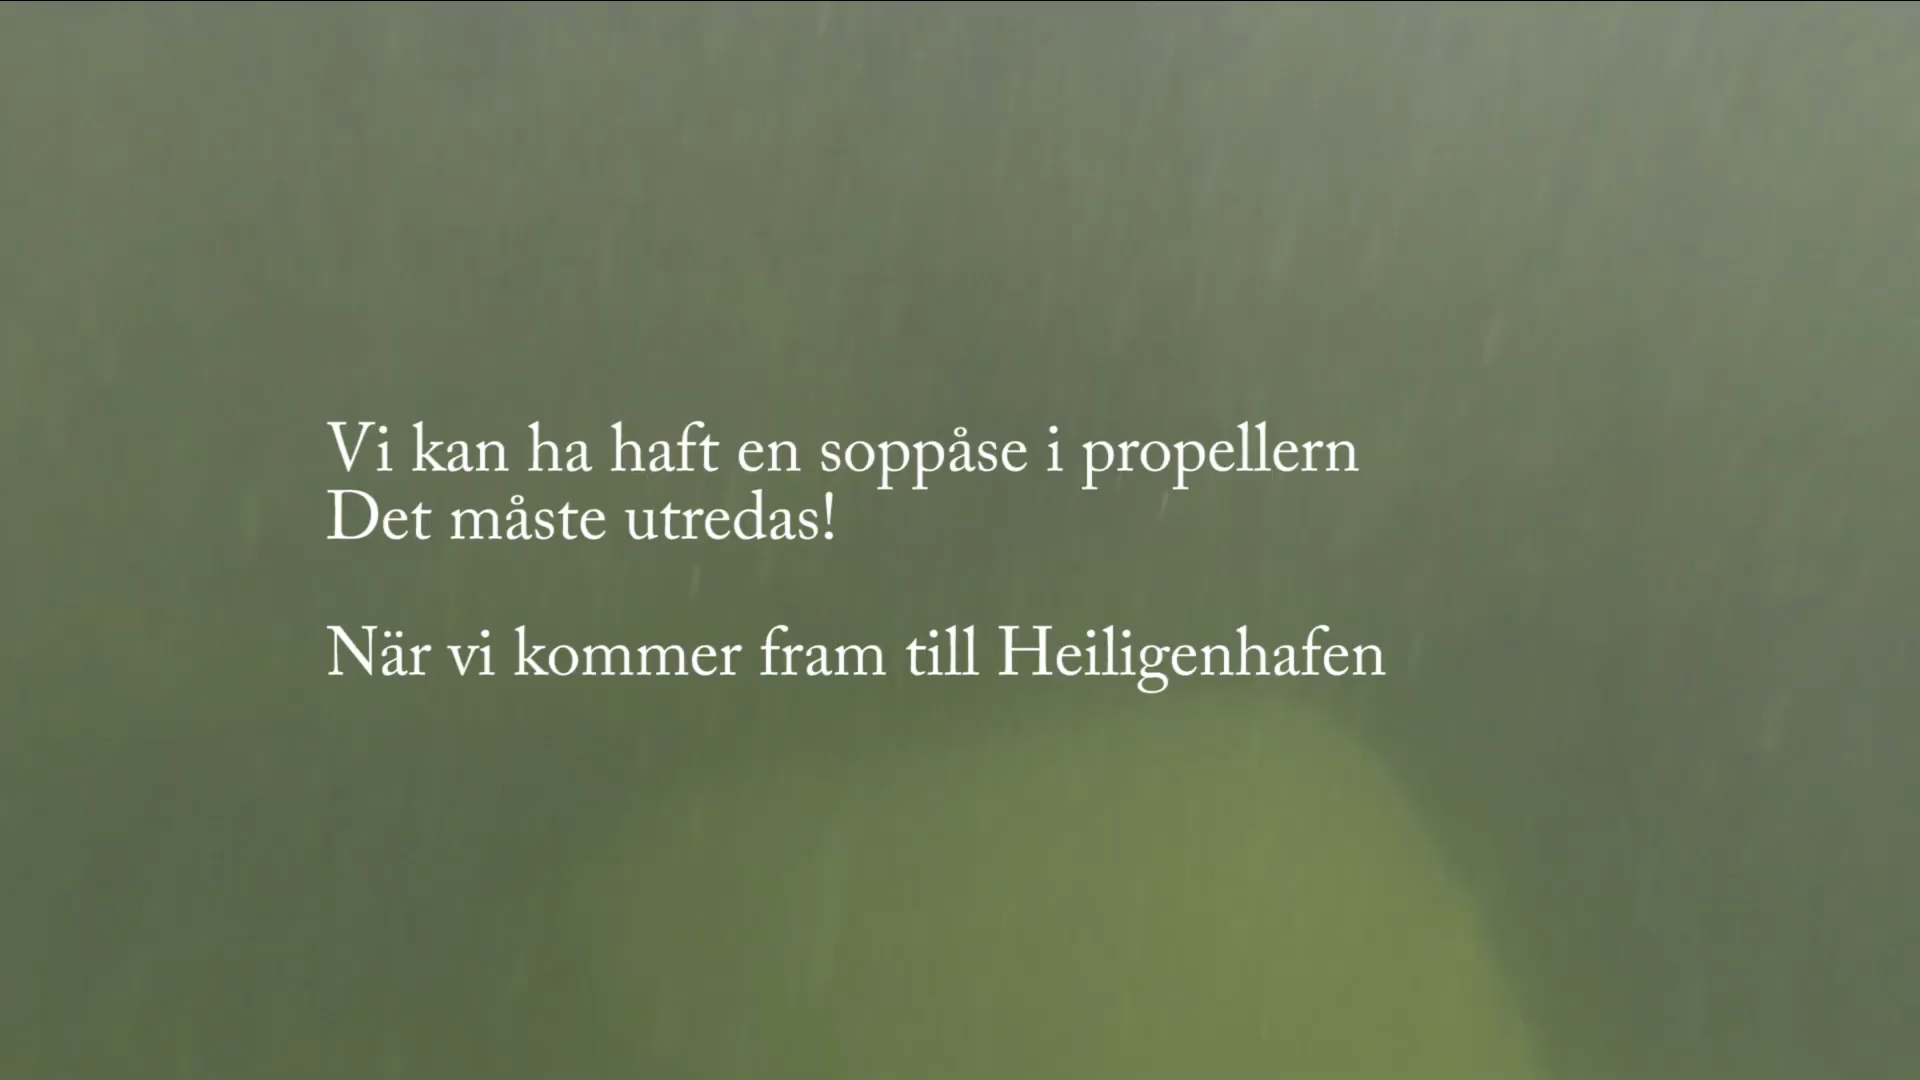 Vi kan ha haft en soppåse i propellern
Det måste utredas!
När vi kommer fram till Heiligenhafen